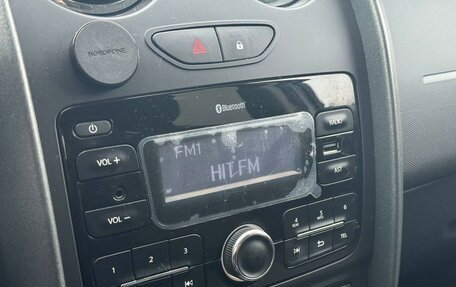 BOROFONE
Bluetooth
RADIO
FM1
HIT.FM
VOL +
AST
VOL –
1
2
3
4
5
6
TEL